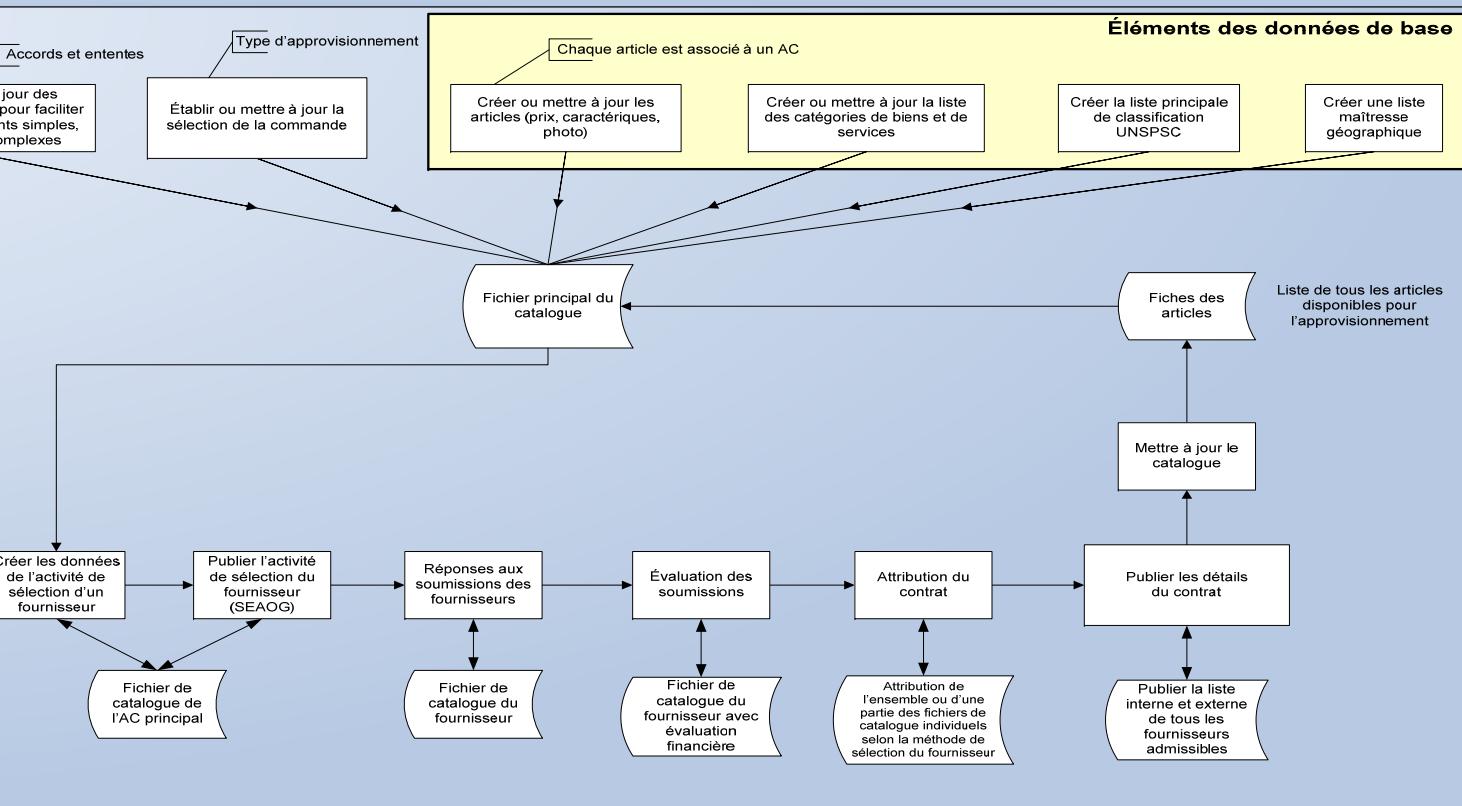 Éléments des données de base
Accords et ententes
Type d'approvisionnement
Chaque article est associé à un AC
jour des
pour faciliter
nts simples,
omplexes
Établir ou mettre à jour la
sélection de la commande
Créer ou mettre à jour les
articles (prix, caractériques,
photo)
Créer ou mettre à jour la liste
des catégories de biens et de
services
Créer la liste principale
de classification
UNSPSC
Créer une liste
maîtresse
géographique
Fichier principal du
catalogue
Fiches des
articles
Liste de tous les articles
disponibles pour
l'approvisionnement
Mettre à jour le
catalogue
Créer les données
de l'activité de
sélection d'un
fournisseur
Publier l'activité
de sélection du
fournisseur
(SEAOG)
Réponses aux
soumissions des
fournisseurs
Évaluation des
soumissions
Attribution du
contrat
Publier les détails
du contrat
Fichier de
catalogue de
l'AC principal
Fichier de
catalogue du
fournisseur
Fichier de
catalogue du
fournisseur avec
évaluation
financière
Attribution de
l'ensemble ou d'une
partie des fichiers de
catalogue individuels
selon la méthode de
sélection du fournisseur
Publier la liste
interne et externe
de tous les
fournisseurs
admissibles